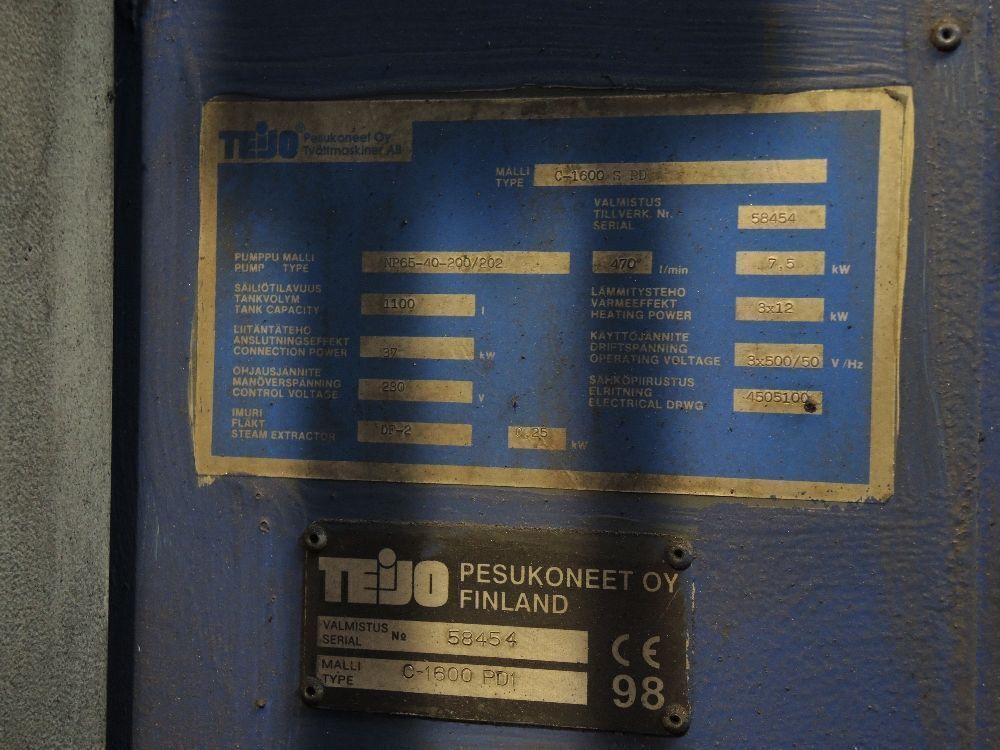 TEIJO® Pesukoneet Oy
Tvättmaskiner AB
MALLI
TYPE C-1600 S PD
VALMISTUS
TILLVERK. Nr.
SERIAL 58454
PUMPPU MALLI
PUMP TYPE NP65-40-200/202 470 l/min 7,5 kW
SÄILIÖTILAVUUS
TANKVOLYM
TANK CAPACITY 1100 l
LÄMMITYSTEHO
VÄRMEEFFEKT
HEATING POWER 3x12 kW
LIITÄNTÄTEHO
ANSLUTNINGSEFFEKT
CONNECTION POWER 37 kW
KÄYTTÖJÄNNITE
DRIFTSPÄNNING
OPERATING VOLTAGE 3x500/50 V/Hz
OHJAUSJÄNNITE
MANÖVERSPÄNNING
CONTROL VOLTAGE 230 V
SÄHKÖPIIRUSTUS
ELRITNING
ELECTRICAL DRWG 4505100
IMURI
FLÄKT
STEAM EXTRACTOR DF-2 0,25 kW
TEIJO PESUKONEET OY
FINLAND
VALMISTUS
SERIAL No 58454
MALLI
TYPE C-1600 PD1
CE
98